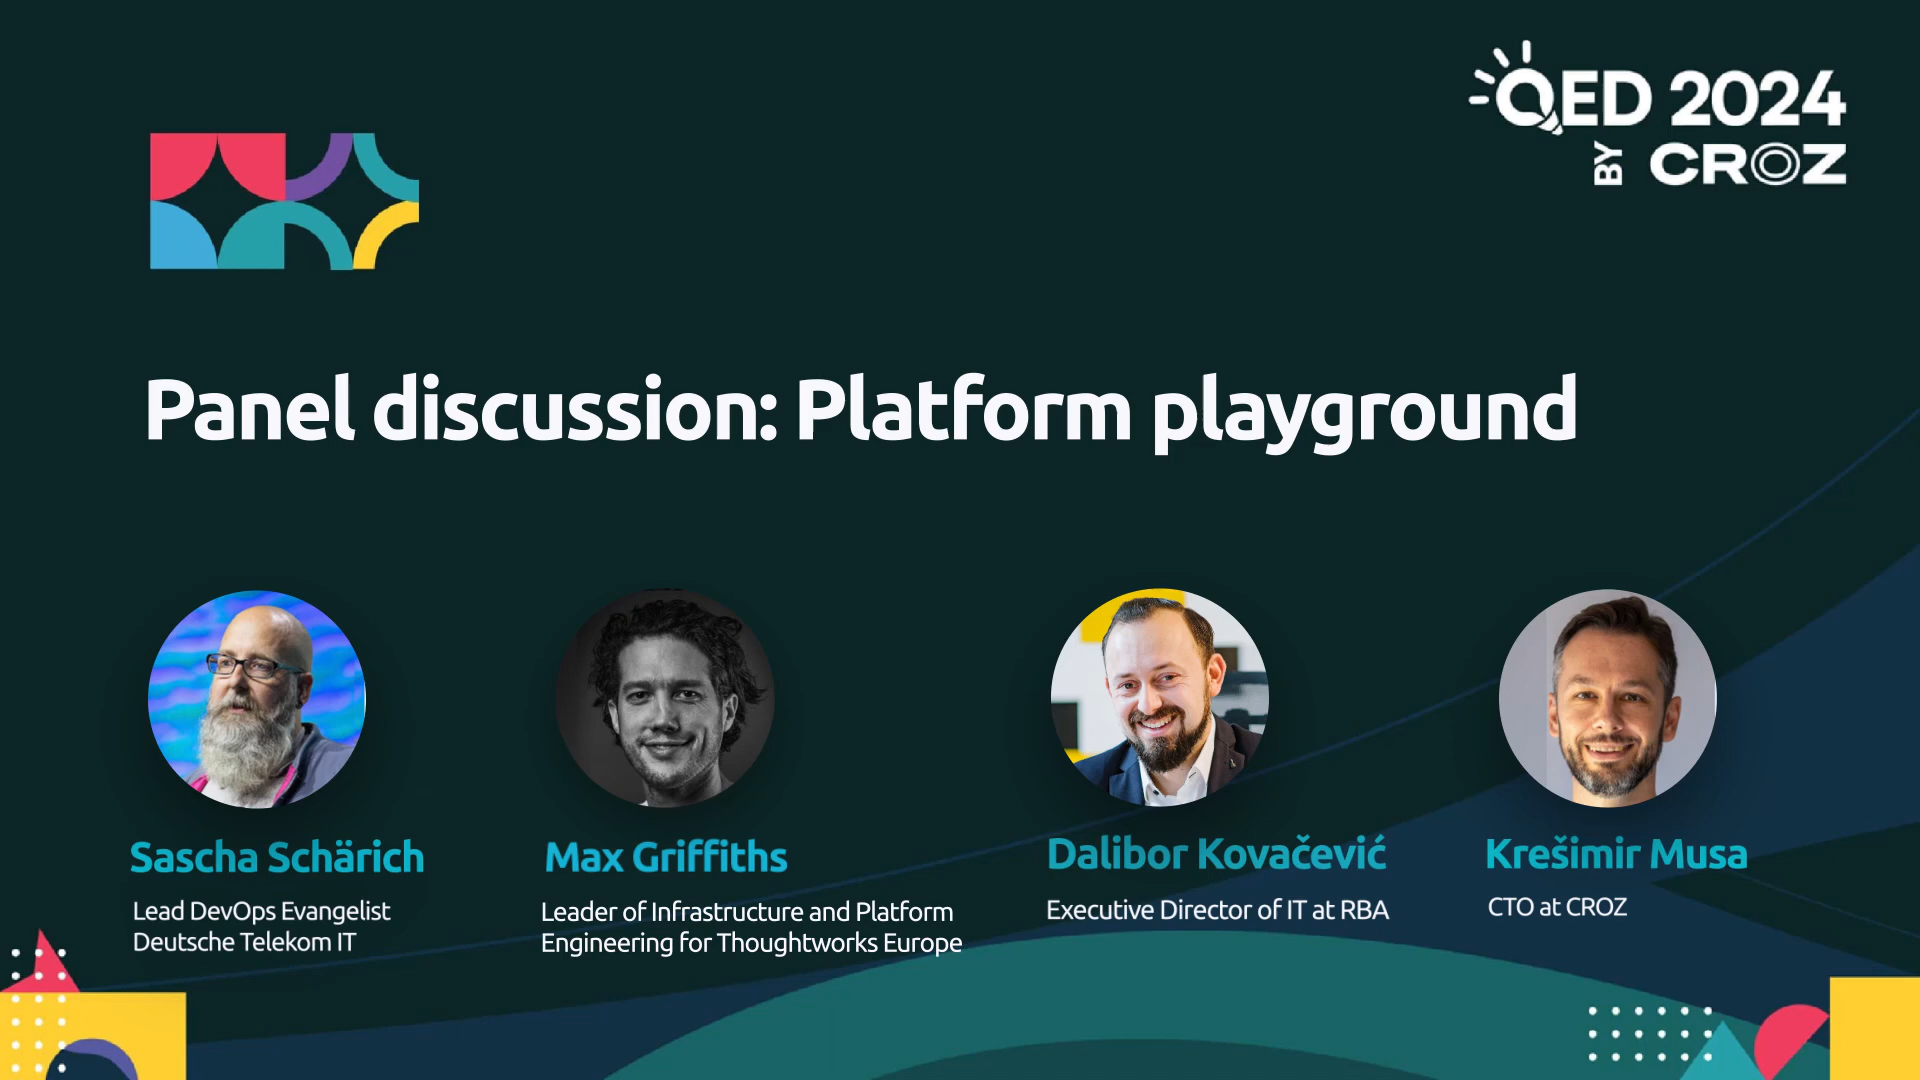 QED 2024
BY CROZ
Panel discussion: Platform playground
Sascha Schärich
Lead DevOps Evangelist
Deutsche Telekom IT
Max Griffiths
Leader of Infrastructure and Platform
Engineering for Thoughtworks Europe
Dalibor Kovačević
Executive Director of IT at RBA
Krešimir Musa
CTO at CROZ